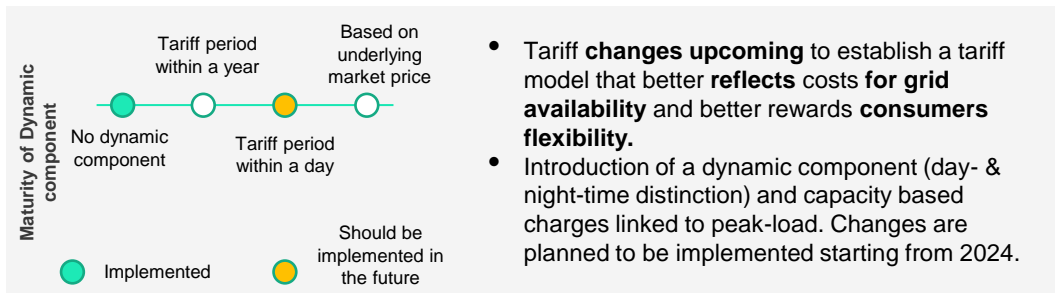 Maturity of Dynamic
component
Tariff period
within a year
Based on
underlying
market price
No dynamic
component
Tariff period
within a day
Implemented
Should be
implemented in
the future
• Tariff changes upcoming to establish a tariff
model that better reflects costs for grid
availability and better rewards consumers
flexibility.
• Introduction of a dynamic component (day- &
night-time distinction) and capacity based
charges linked to peak-load. Changes are
planned to be implemented starting from 2024.